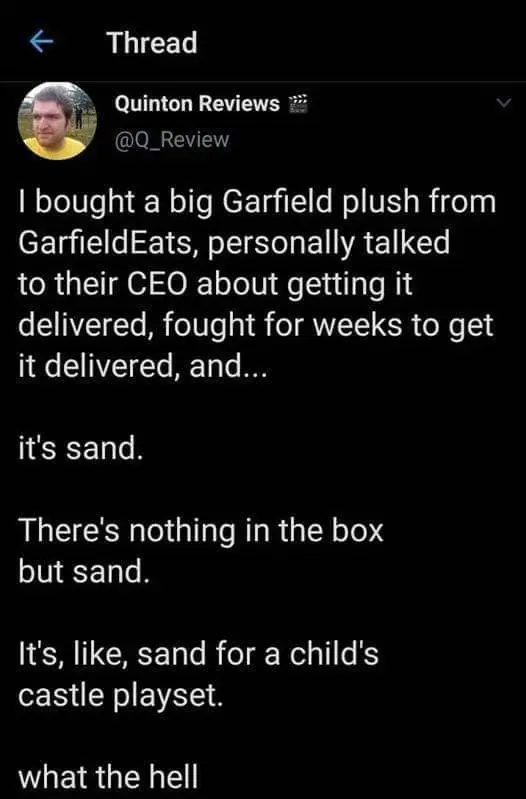 Thread
Quinton Reviews 🎬
@Q_Review
I bought a big Garfield plush from
GarfieldEats, personally talked
to their CEO about getting it
delivered, fought for weeks to get
it delivered, and...
it's sand.
There's nothing in the box
but sand.
It's, like, sand for a child's
castle playset.
what the hell